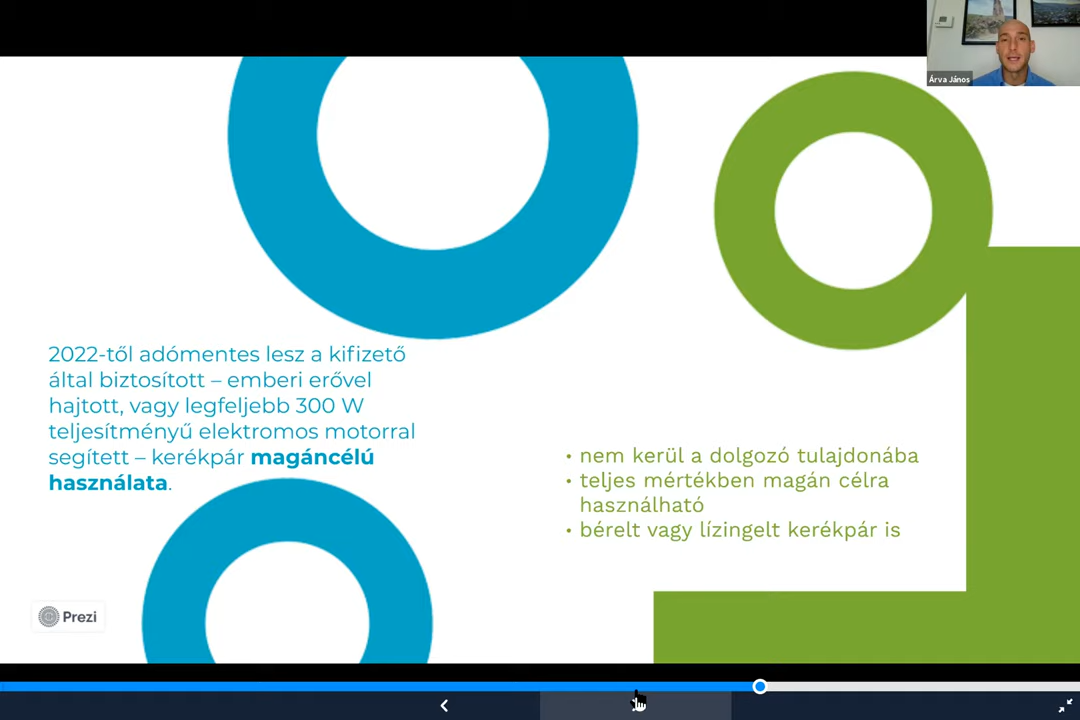 Árva János
2022-től adómentes lesz a kifizető
által biztosított – emberi erővel
hajtott, vagy legfeljebb 300 W
teljesítményű elektromos motorral
segített – kerékpár magáncélú
használata.
• nem kerül a dolgozó tulajdonába
• teljes mértékben magán célra
használható
• bérelt vagy lízingelt kerékpár is
Prezi